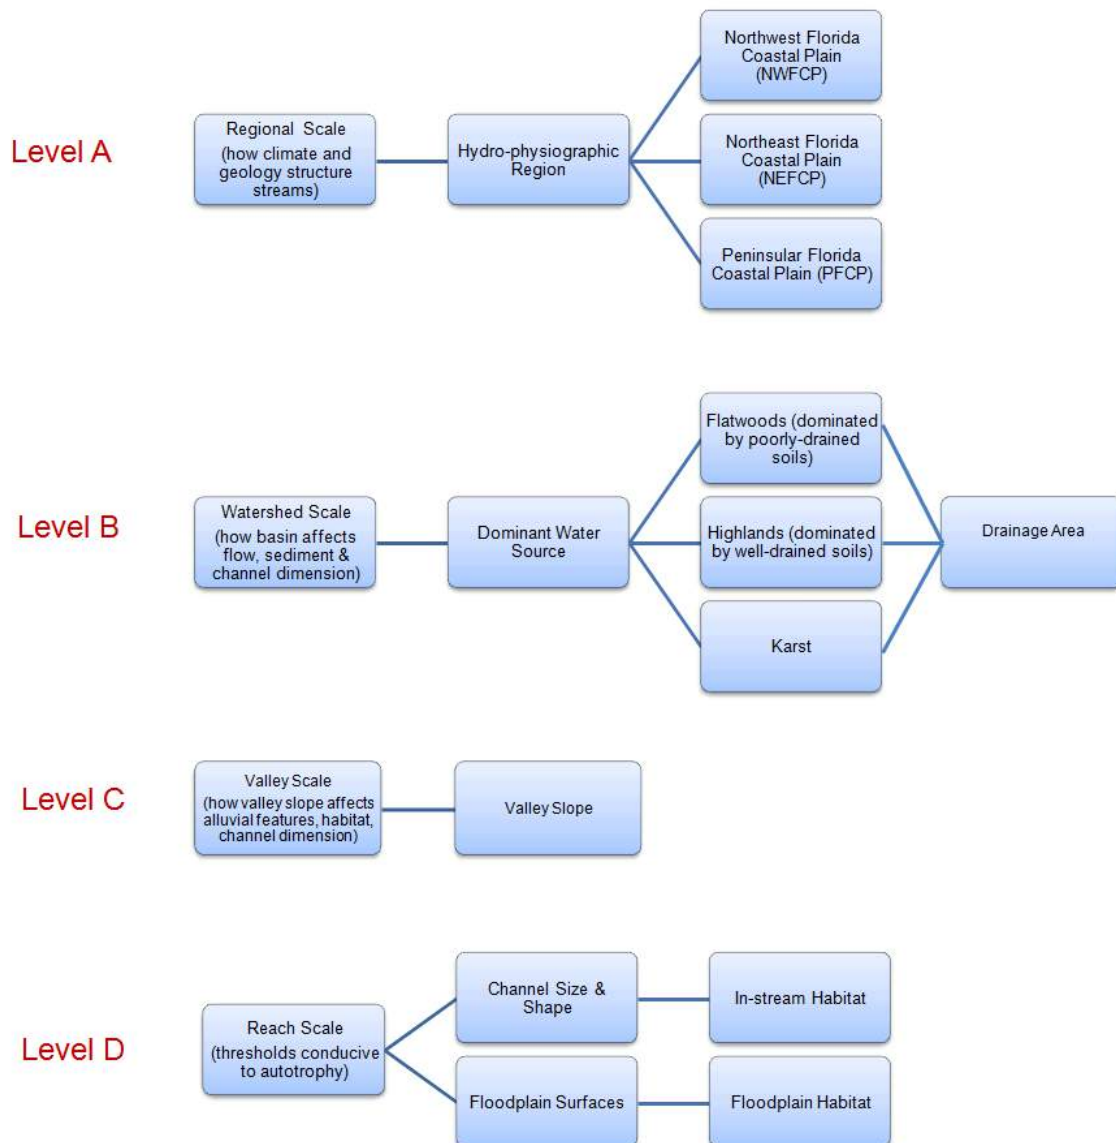 Level A
Regional Scale
(how climate and
geology structure
streams)
Hydro-physiographic
Region
Northwest Florida
Coastal Plain
(NWFCP)
Northeast Florida
Coastal Plain
(NEFCP)
Peninsular Florida
Coastal Plain (PFCP)
Level B
Watershed Scale
(how basin affects
flow, sediment &
channel dimension)
Dominant Water
Source
Flatwoods (dominated
by poorly-drained
soils)
Highlands (dominated
by well-drained soils)
Karst
Drainage Area
Level C
Valley Scale
(how valley slope affects
alluvial features, habitat,
channel dimension)
Valley Slope
Level D
Reach Scale
(thresholds conducive
to autotrophy)
Channel Size &
Shape
In-stream Habitat
Floodplain Surfaces
Floodplain Habitat